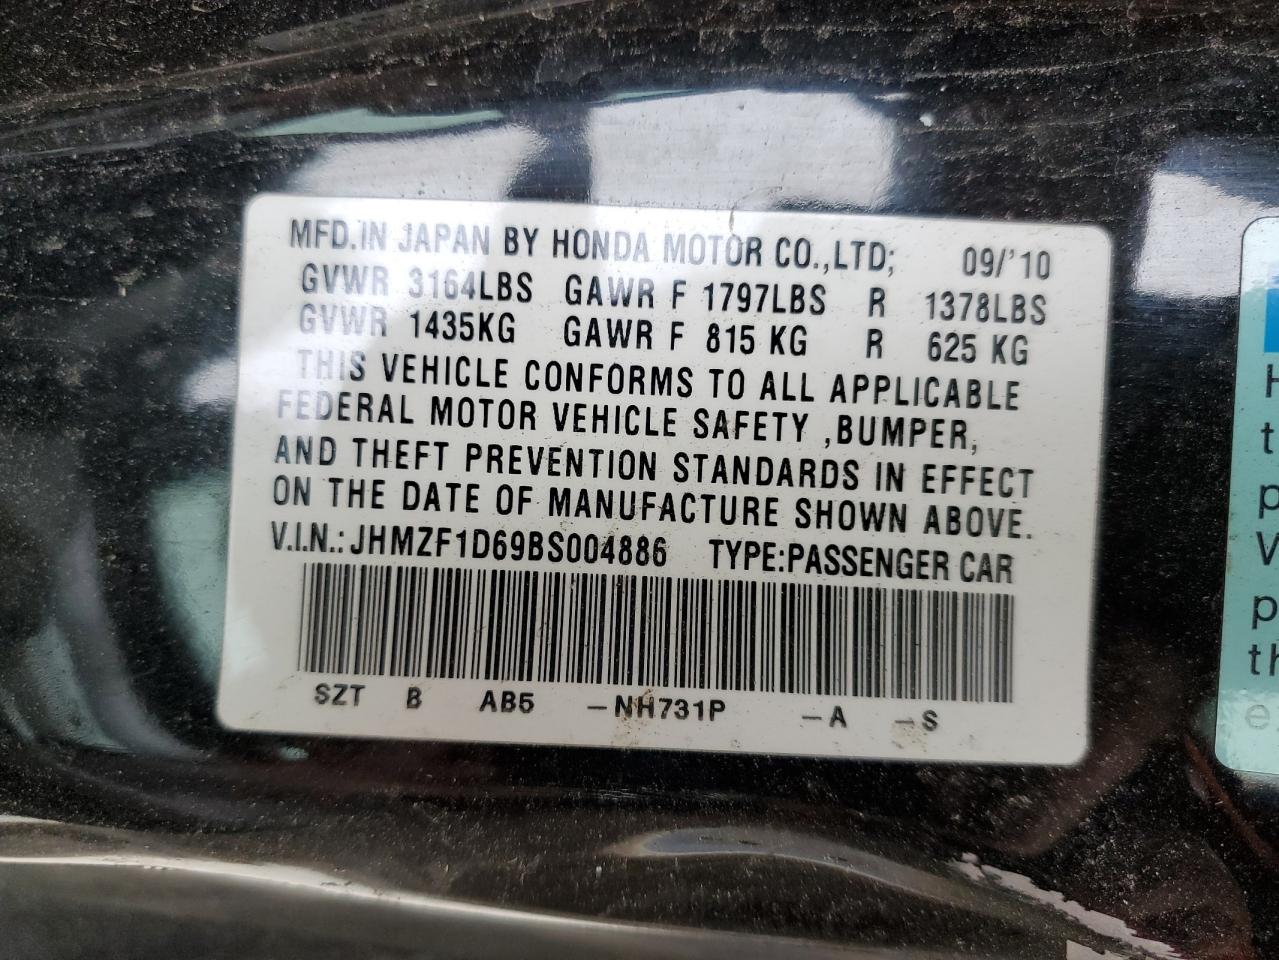 MFD. IN JAPAN BY HONDA MOTOR CO.,LTD; 09/'10
GVWR 3164LBS GAWR F 1797LBS R 1378LBS
GVWR 1435KG GAWR F 815 KG R 625 KG
THIS VEHICLE CONFORMS TO ALL APPLICABLE
FEDERAL MOTOR VEHICLE SAFETY ,BUMPER,
AND THEFT PREVENTION STANDARDS IN EFFECT
ON THE DATE OF MANUFACTURE SHOWN ABOVE.
V.I.N.: JHMZF1D69BS004886 TYPE:PASSENGER CAR
SZT B AB5 –NH731P –A –S